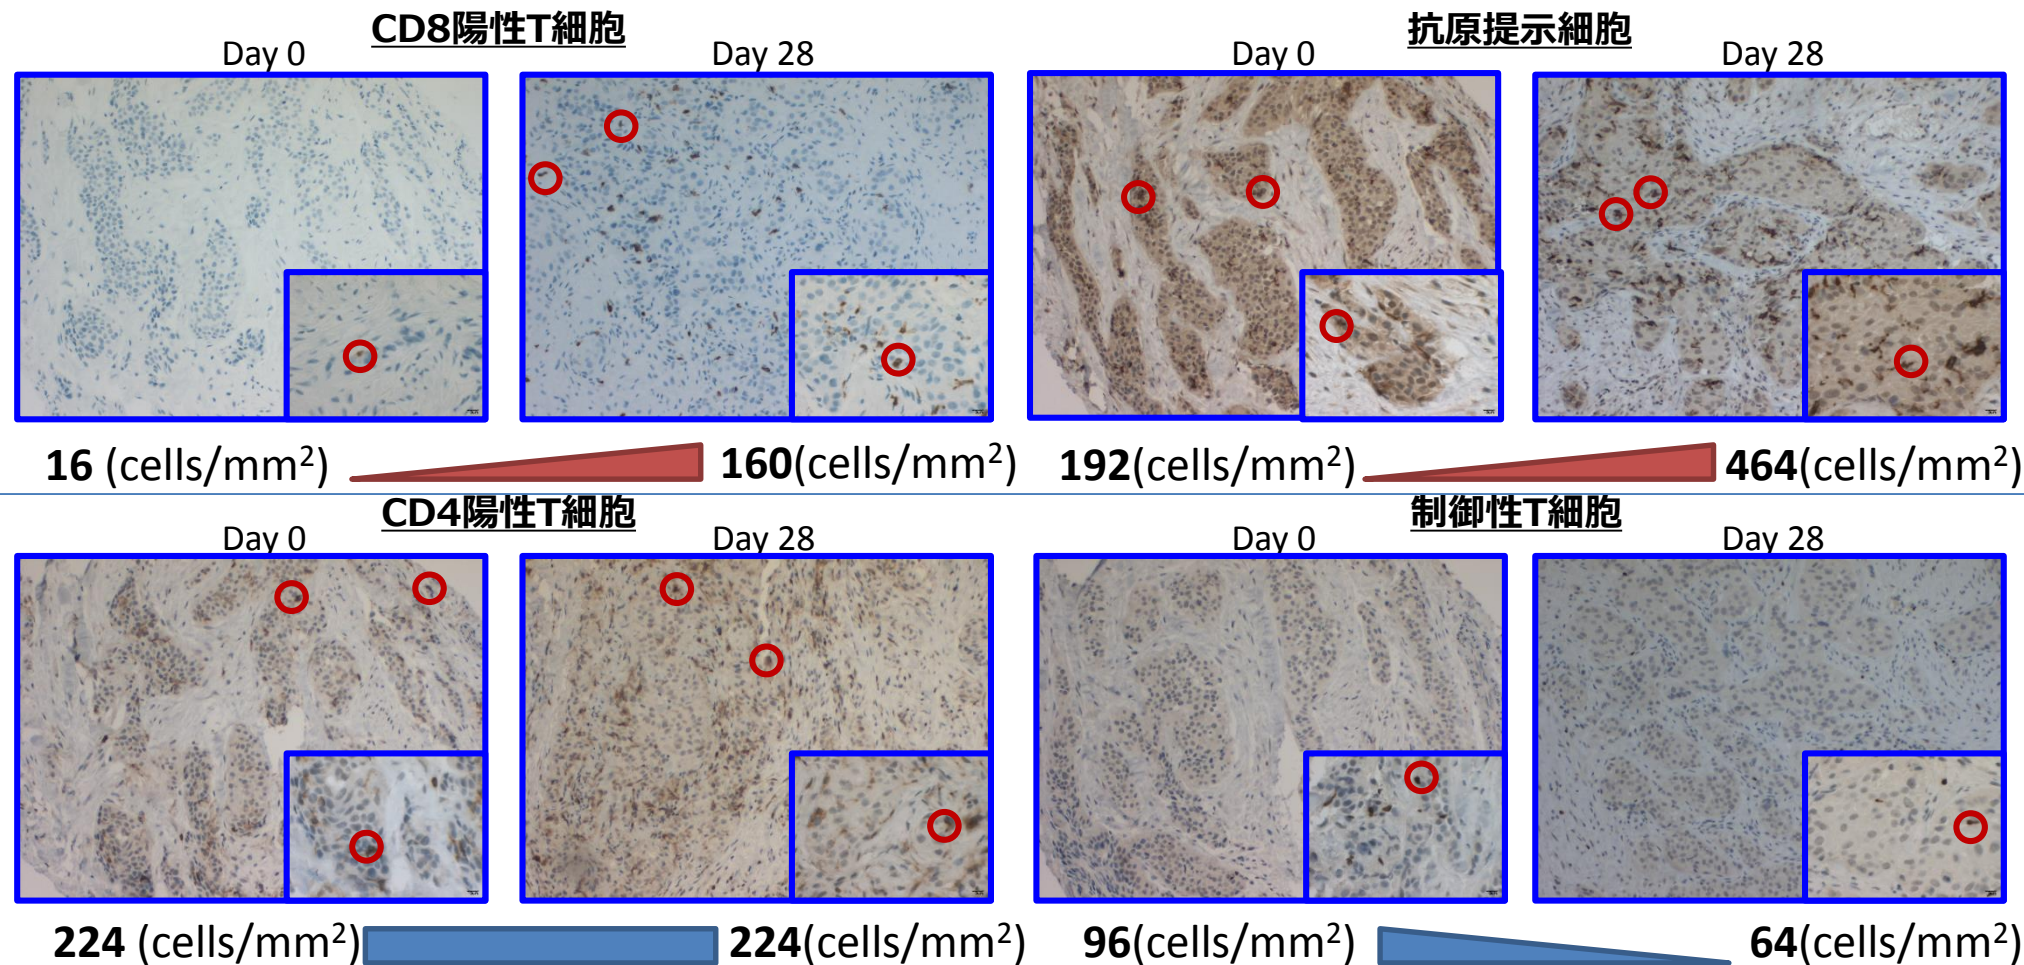 CD8陽性T細胞
Day 0
Day 28
16 (cells/mm²)
160(cells/mm²)
抗原提示細胞
Day 0
Day 28
192(cells/mm²)
464(cells/mm²)
CD4陽性T細胞
Day 0
Day 28
224 (cells/mm²)
224(cells/mm²)
制御性T細胞
Day 0
Day 28
96(cells/mm²)
64(cells/mm²)